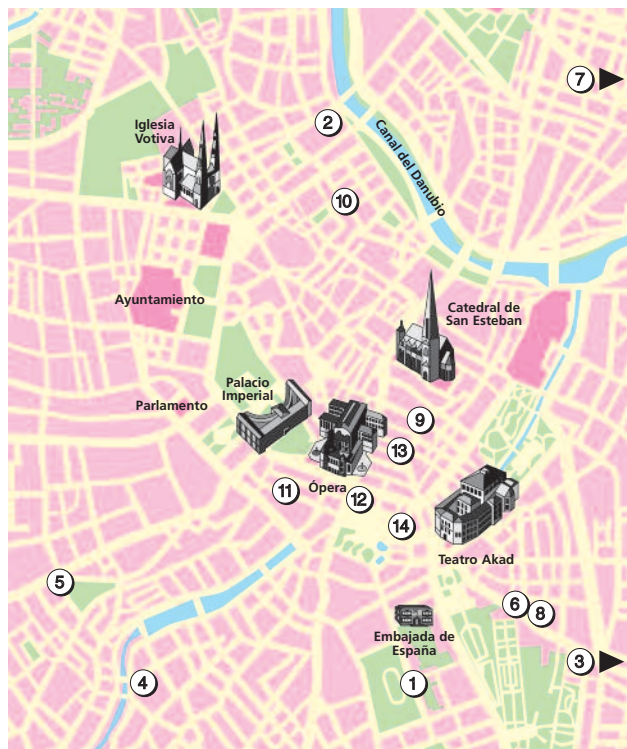 7
Iglesia
Votiva
2
Canal del Danubio
10
Ayuntamiento
Catedral de
San Esteban
Palacio
Imperial
Parlamento
9
13
11
Ópera
12
14
Teatro Akad
5
6
8
Embajada de
España
3
4
1